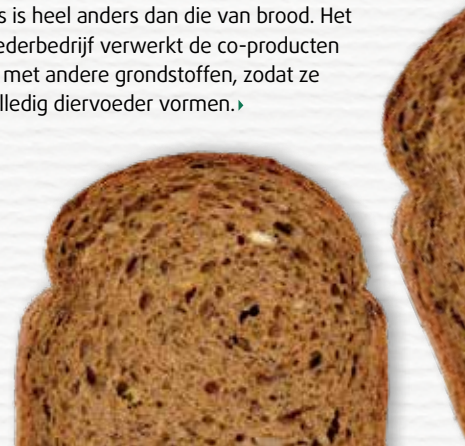 s is heel anders dan die van brood. Het
ederbedrijf verwerkt de co-producten
met andere grondstoffen, zodat ze
lledig diervoeder vormen.